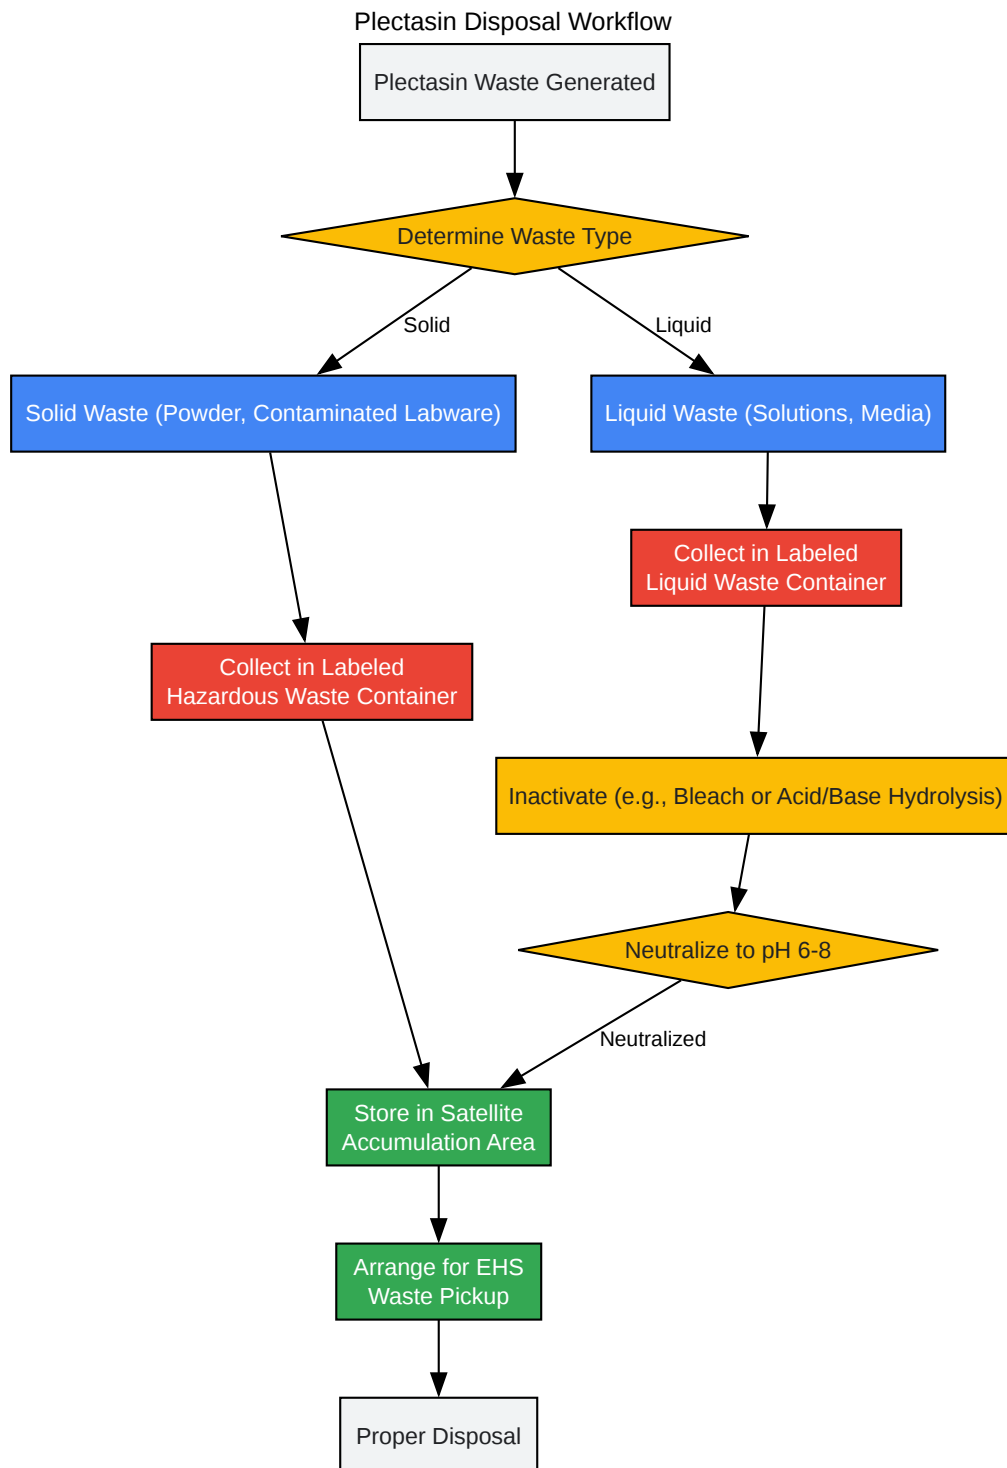 Plectasin Disposal Workflow
Plectasin Waste Generated
Determine Waste Type
Solid
Liquid
Solid Waste (Powder, Contaminated Labware)
Liquid Waste (Solutions, Media)
Collect in Labeled
Liquid Waste Container
Collect in Labeled
Hazardous Waste Container
Inactivate (e.g., Bleach or Acid/Base Hydrolysis)
Neutralize to pH 6-8
Neutralized
Store in Satellite
Accumulation Area
Arrange for EHS
Waste Pickup
Proper Disposal